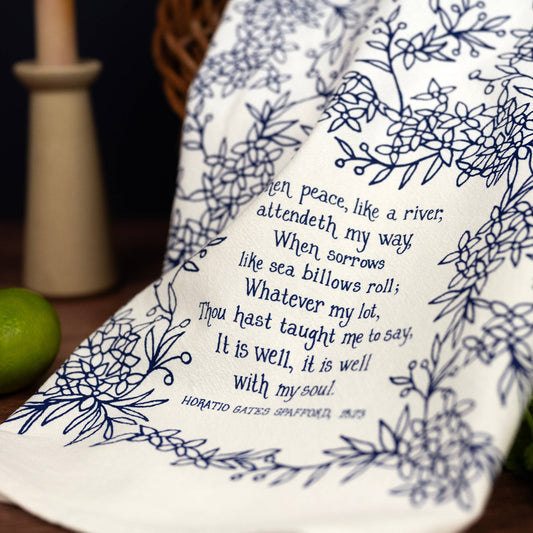 When peace, like a river,
attendeth my way,
When sorrows
like sea billows roll;
Whatever my lot,
Thou hast taught me to say,
It is well, it is well
with my soul.
HORATIO GATES SPAFFORD, 1873